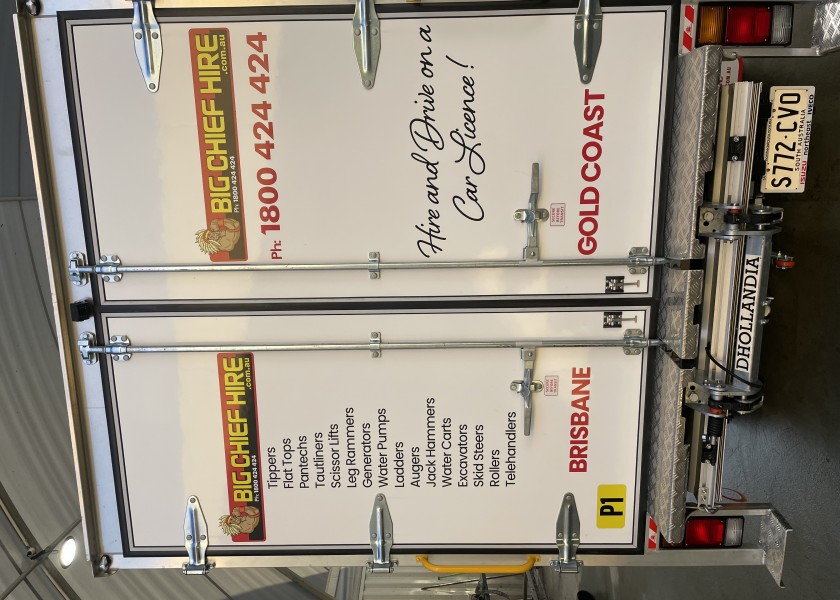 BIG CHIEF HIRE
.com.au
Ph: 1800 424 424
Tippers
Flat Tops
Pantechs
Tautliners
Scissor Lifts
Leg Rammers
Generators
Water Pumps
Ladders
Augers
Jack Hammers
Water Carts
Excavators
Skid Steers
Rollers
Telehandlers
BRISBANE
P1
BIG CHIEF HIRE
.com.au
Ph: 1800 424 424
Ph: 1800 424 424
Hire and Drive on a
Car Licence!
GOLD COAST
DHOLLANDIA
S772·CVO
SOUTH AUSTRALIA
ISUZU northeast IVECO